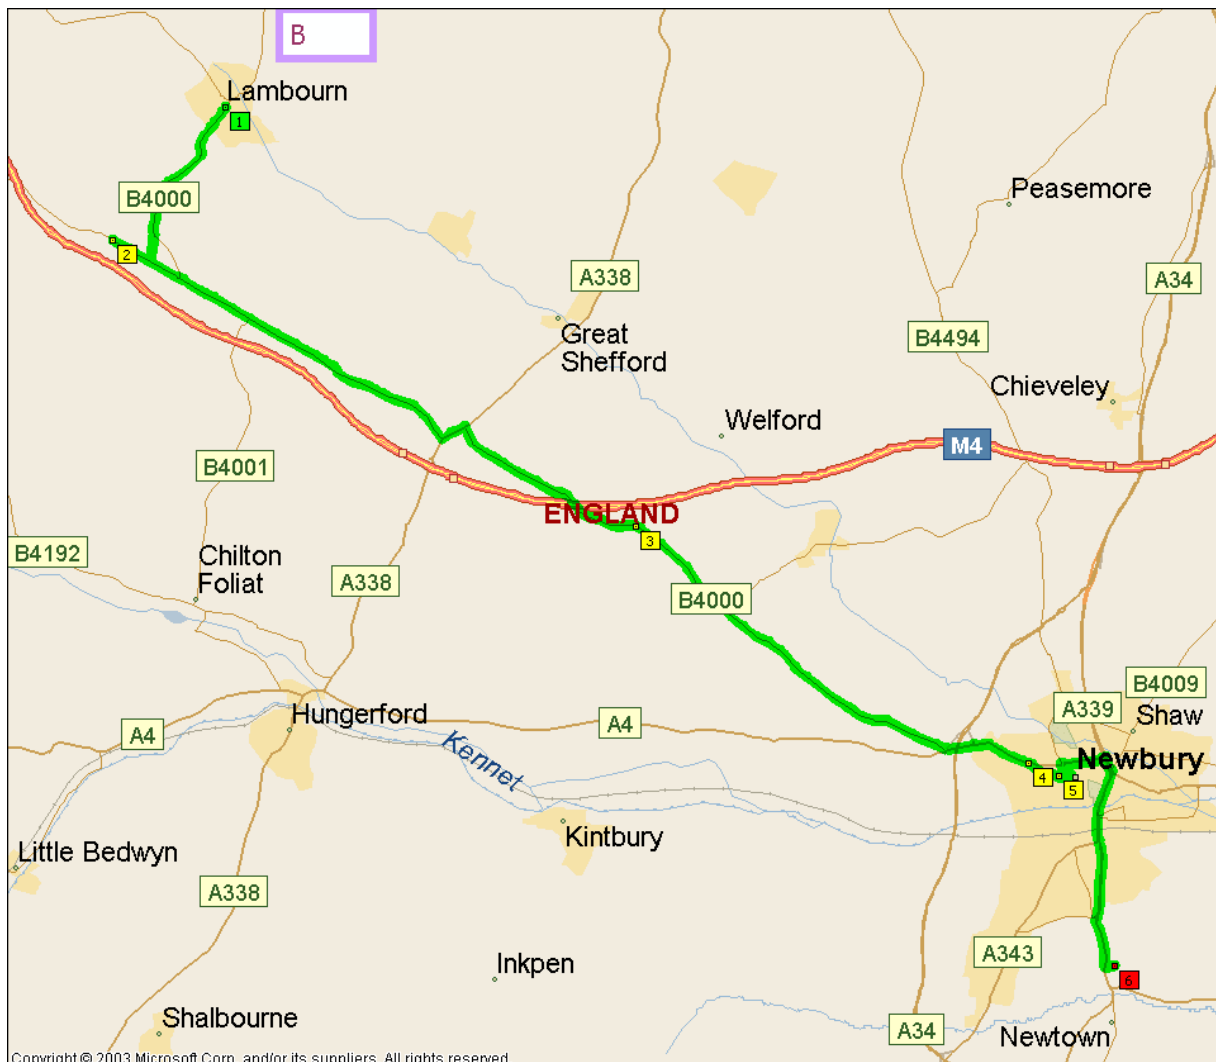 B
Lambourn
1
B4000
Peasemore
2
A338
A34
Great
Shefford
B4494
Chieveley
Welford
M4
B4001
ENGLAND
3
B4192
Chilton
Foliat
A338
B4000
B4009
A339
Shaw
Hungerford
A4
A4
Kennet
Newbury
4
5
Kintbury
Little Bedwyn
A338
A343
Inkpen
6
Shalbourne
A34
Newtown
Copyright © 2003 Microsoft Corp. and/or its suppliers. All rights reserved.